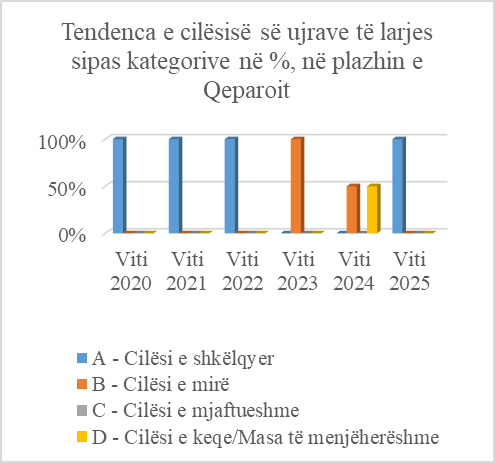 Tendenca e cilësisë së ujrave të larjes
sipas kategorive në %, në plazhin e
Qeparoit
100%
50%
0%
Viti 2020
Viti 2021
Viti 2022
Viti 2023
Viti 2024
Viti 2025
A - Cilësi e shkëlqyer
B - Cilësi e mirë
C - Cilësi e mjaftueshme
D - Cilësi e keqe/Masa të menjëherëshme